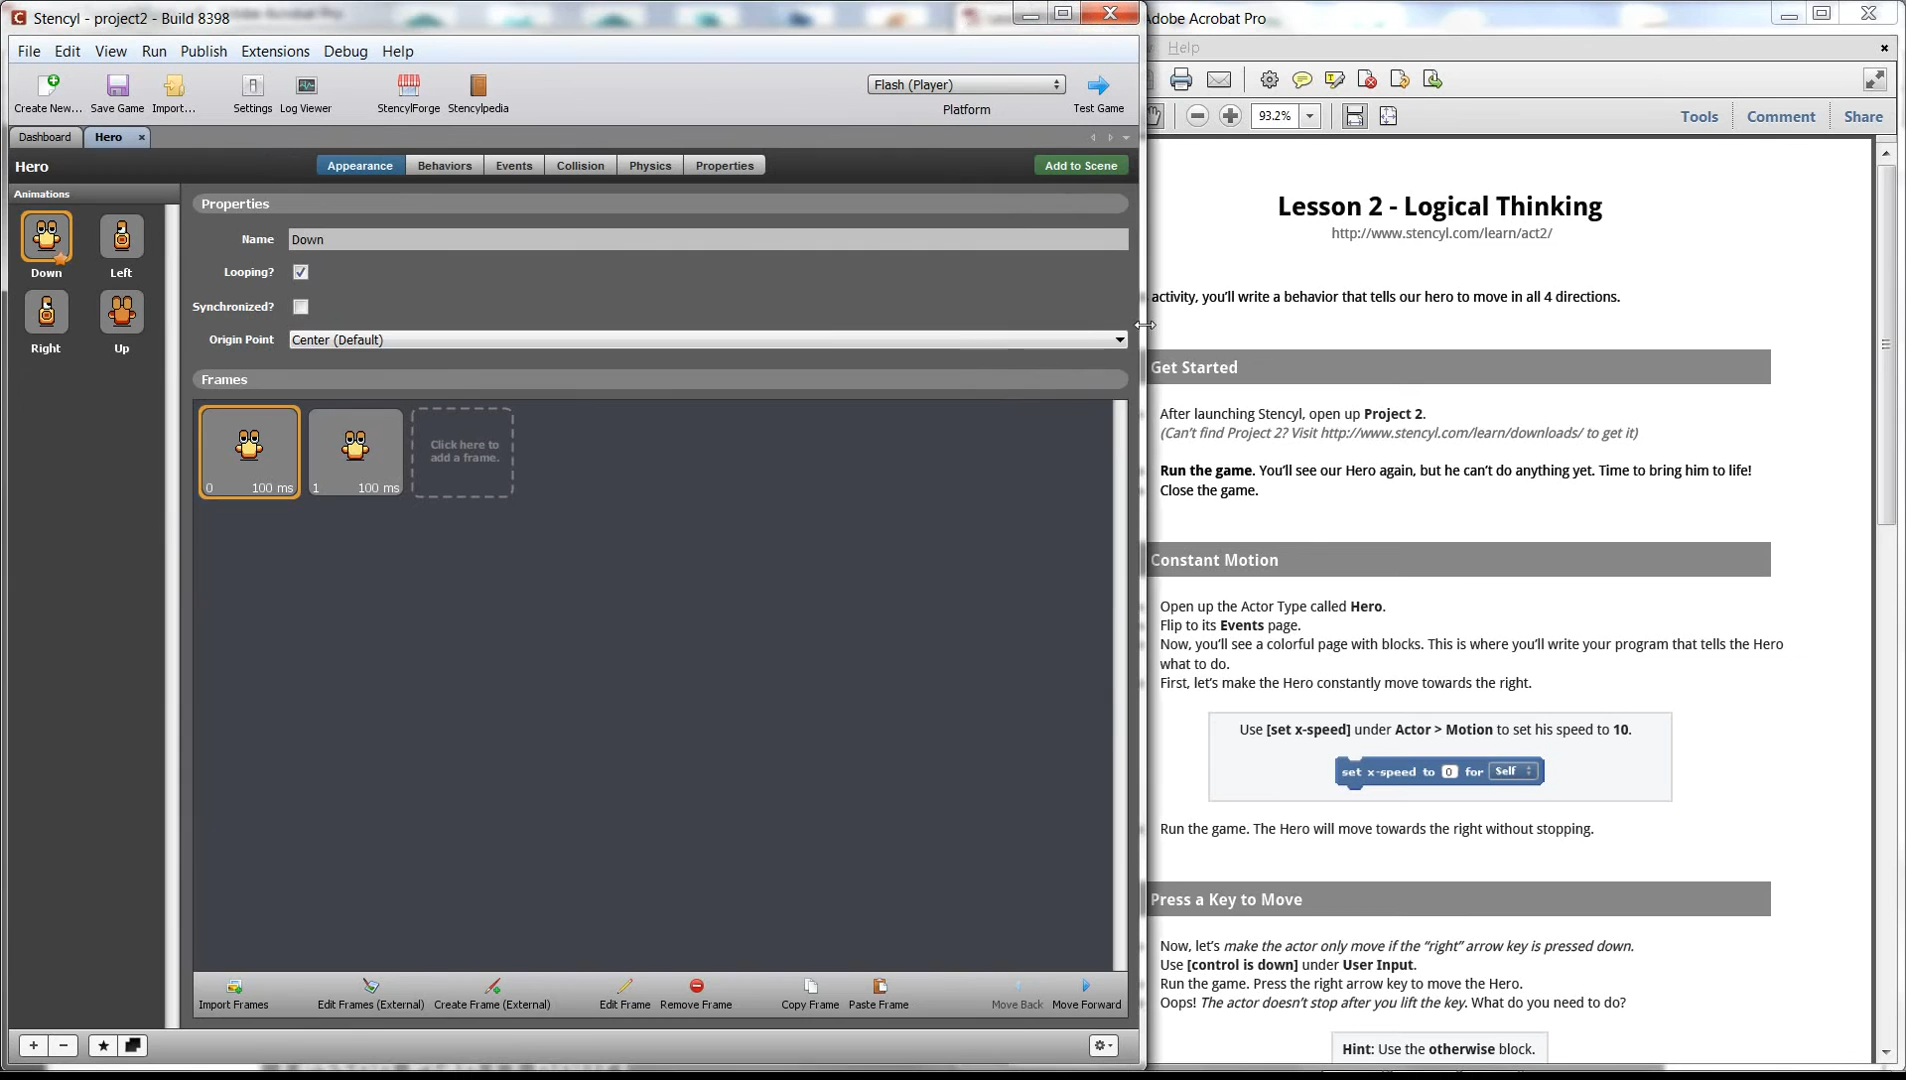 Stencyl - project2 - Build 8398
File Edit View Run Publish Extensions Debug Help
Create New... Save Game Import... Settings Log Viewer StencylForge Stencylpedia
Flash (Player)
Platform
Test Game
Dashboard Hero
Hero
Appearance Behaviors Events Collision Physics Properties
Add to Scene
Animations
Down Left
Right Up
Properties
Name Down
Looping?
Synchronized?
Origin Point Center (Default)
Frames
0 100 ms
1 100 ms
Click here to
add a frame.
Import Frames Edit Frames (External) Create Frame (External) Edit Frame Remove Frame Copy Frame Paste Frame Move Back Move Forward
Adobe Acrobat Pro
Help
93.2%
Tools Comment Share
Lesson 2 - Logical Thinking
http://www.stencyl.com/learn/act2/
activity, you'll write a behavior that tells our hero to move in all 4 directions.
Get Started
After launching Stencyl, open up Project 2.
(Can't find Project 2? Visit http://www.stencyl.com/learn/downloads/ to get it)
Run the game. You'll see our Hero again, but he can't do anything yet. Time to bring him to life!
Close the game.
Constant Motion
Open up the Actor Type called Hero.
Flip to its Events page.
Now, you'll see a colorful page with blocks. This is where you'll write your program that tells the Hero
what to do.
First, let's make the Hero constantly move towards the right.
Use [set x-speed] under Actor > Motion to set his speed to 10.
set x-speed to 0 for Self
Run the game. The Hero will move towards the right without stopping.
Press a Key to Move
Now, let's make the actor only move if the “right” arrow key is pressed down.
Use [control is down] under User Input.
Run the game. Press the right arrow key to move the Hero.
Oops! The actor doesn't stop after you lift the key. What do you need to do?
Hint: Use the otherwise block.